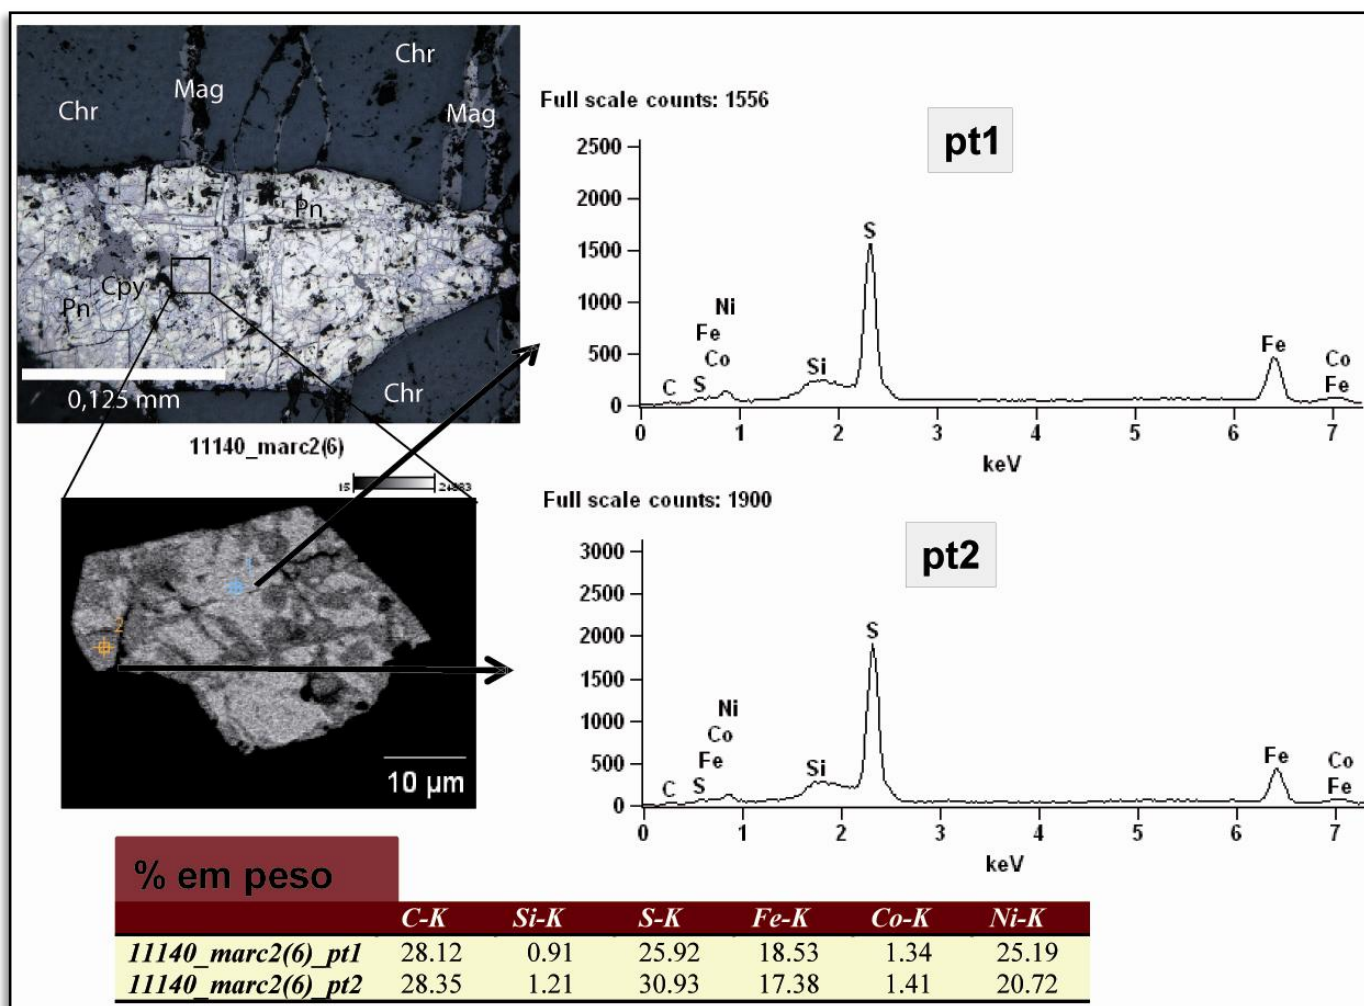 Chr
Mag
Chr
Mag
Pn
Cpy
Pn
0,125 mm
Chr
11140_marc2(6)
1
2
10 µm
Full scale counts: 1556
pt1
2500
2000
1500
1000
500
0
C
S
Fe
Co
Ni
Si
S
Fe
Co
Fe
0 1 2 3 4 5 6 7
keV
Full scale counts: 1900
pt2
3000
2500
2000
1500
1000
500
0
C
S
Fe
Co
Ni
Si
S
Fe
Co
Fe
0 1 2 3 4 5 6 7
keV
% em peso
C-K Si-K S-K Fe-K Co-K Ni-K
11140_marc2(6)_pt1 28.12 0.91 25.92 18.53 1.34 25.19
11140_marc2(6)_pt2 28.35 1.21 30.93 17.38 1.41 20.72